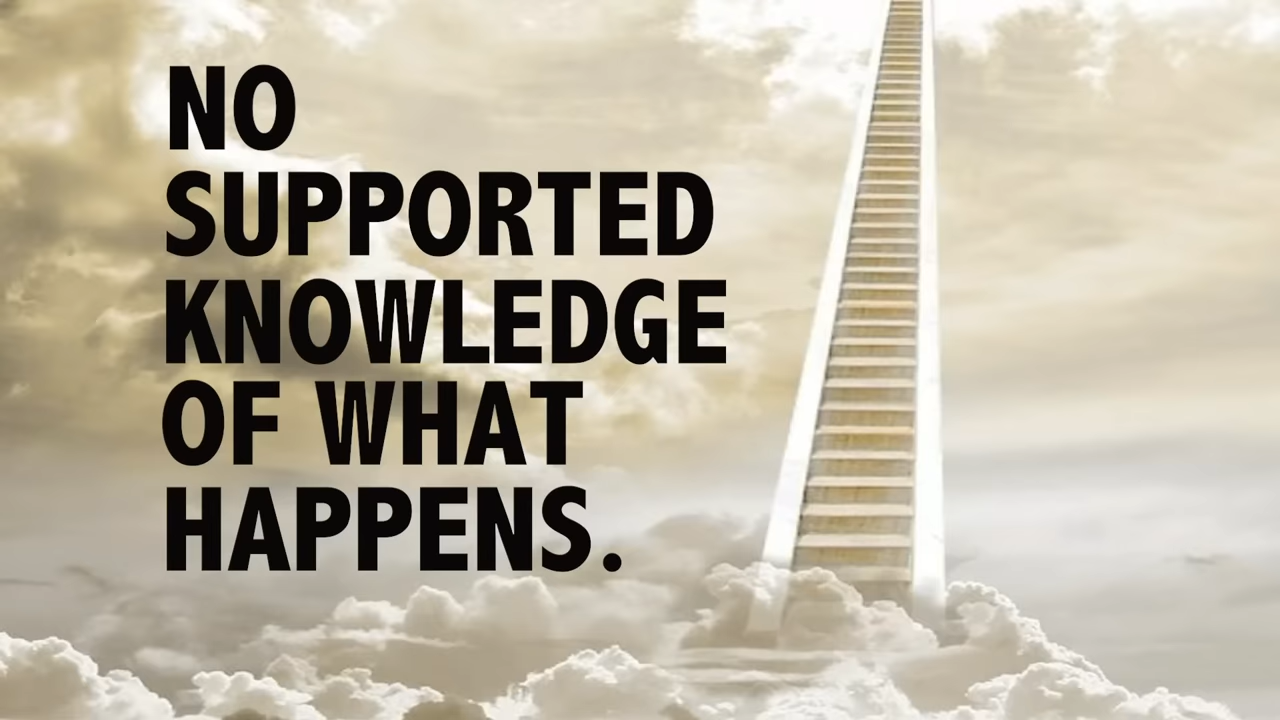 NO
SUPPORTED
KNOWLEDGE
OF WHAT
HAPPENS.